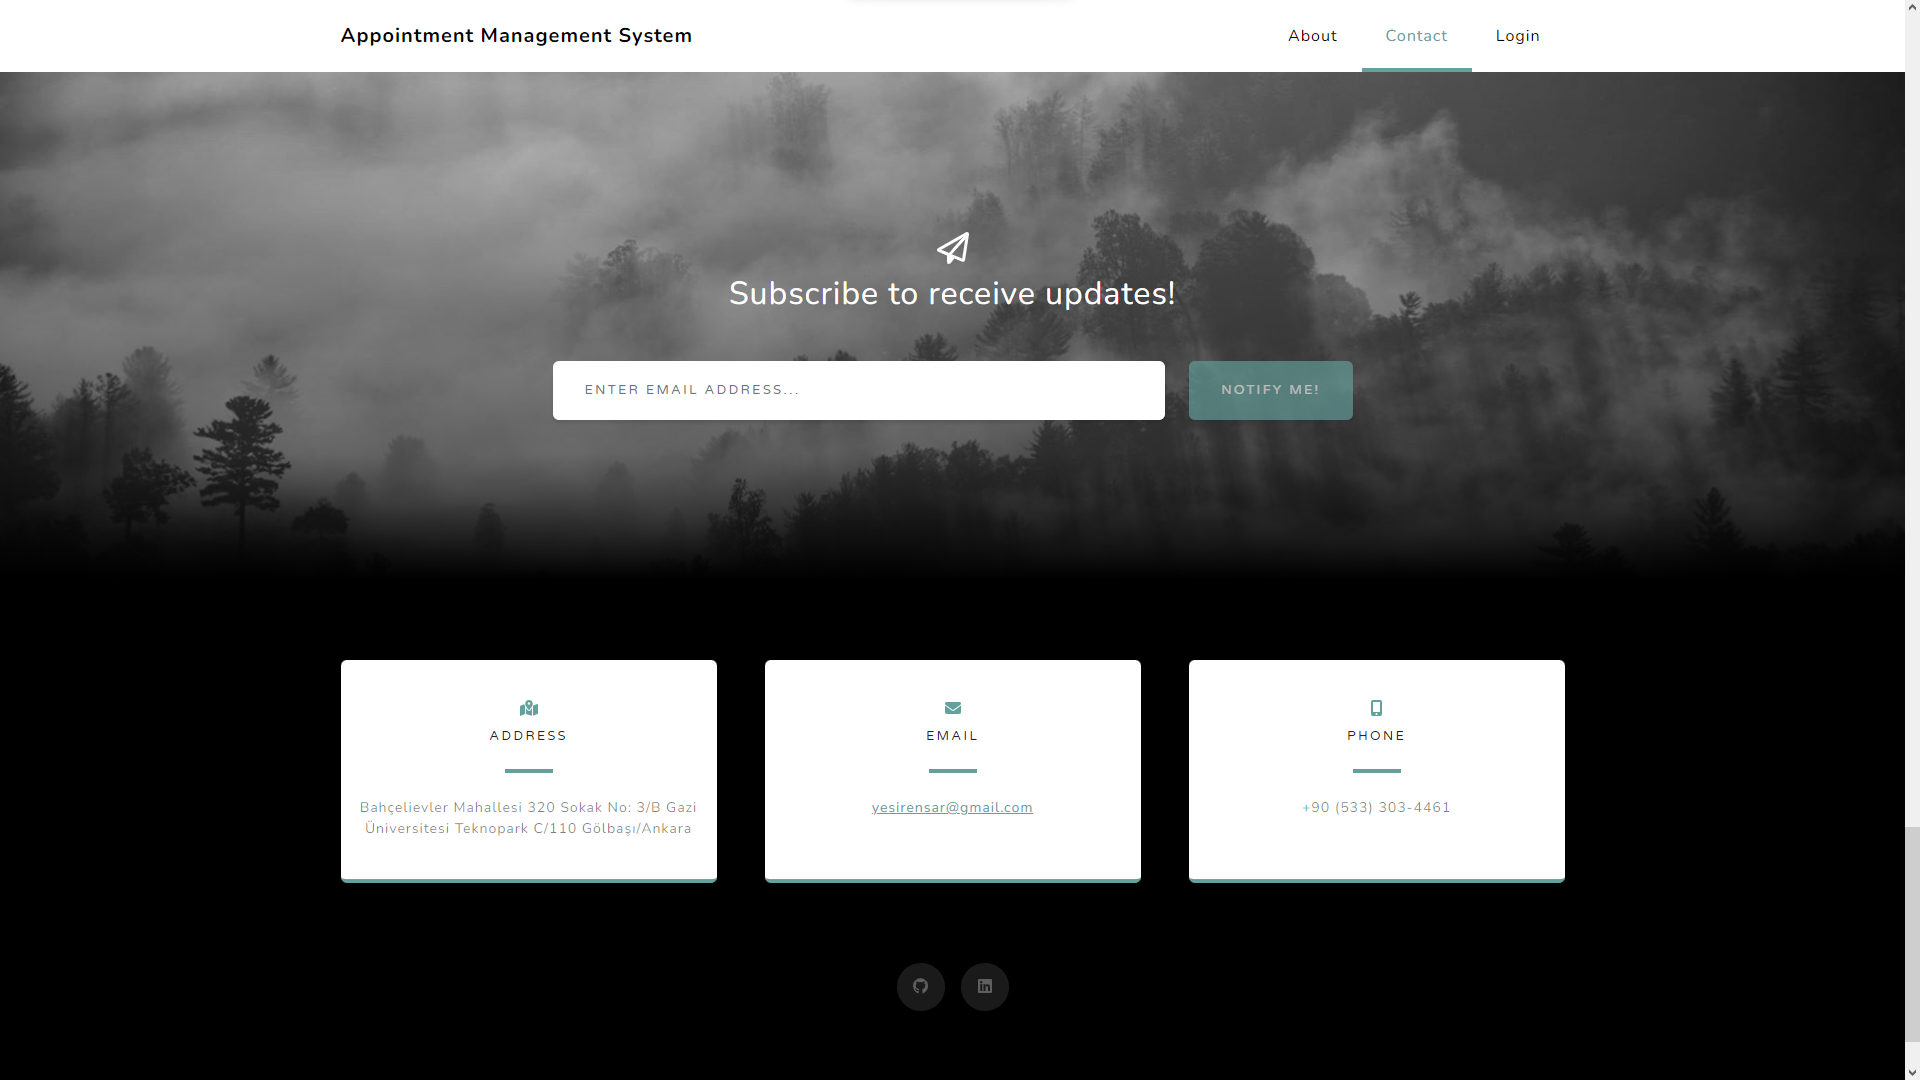 Appointment Management System
About
Contact
Login
Subscribe to receive updates!
ENTER EMAIL ADDRESS...
NOTIFY ME!
ADDRESS
Bahçelievler Mahallesi 320 Sokak No: 3/B Gazi
Üniversitesi Teknopark C/110 Gölbaşı/Ankara
EMAIL
yesirensar@gmail.com
PHONE
+90 (533) 303-4461